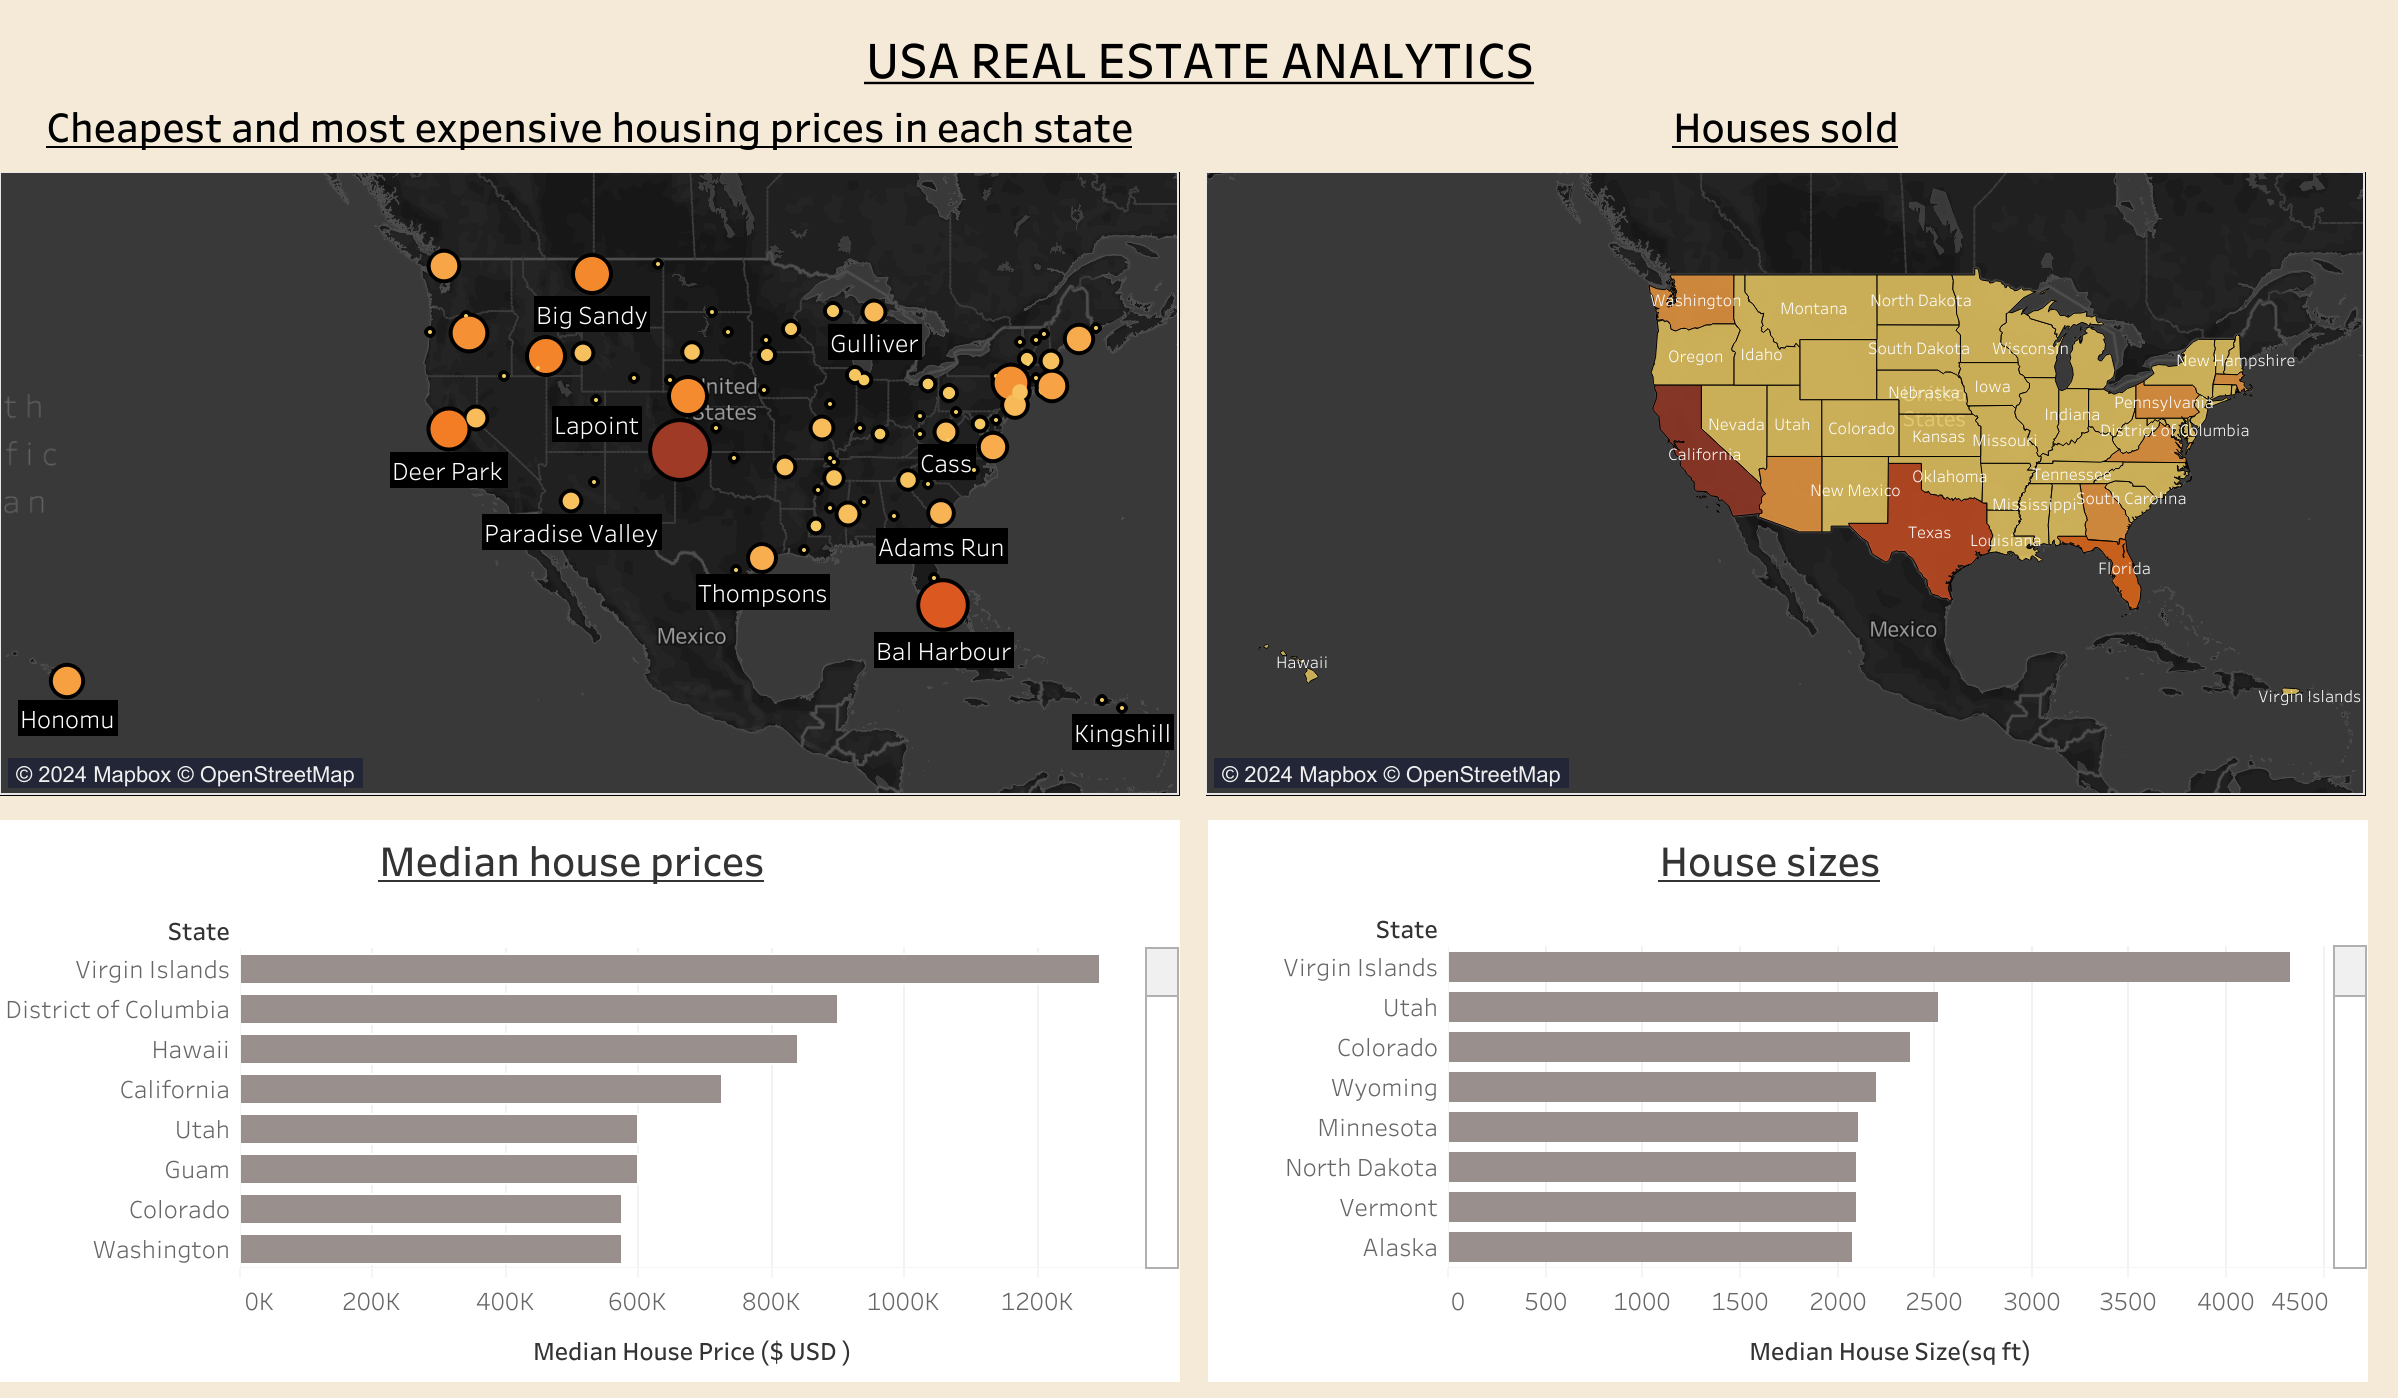 USA REAL ESTATE ANALYTICS
Cheapest and most expensive housing prices in each state
Houses sold
Big Sandy
Gulliver
United
States
Lapoint
Deer Park
Cass
Paradise Valley
Adams Run
Thompsons
Mexico
Bal Harbour
Honomu
Kingshill
© 2024 Mapbox © OpenStreetMap
Washington
Montana
North Dakota
Oregon
Idaho
South Dakota
Wisconsin
New Hampshire
Nebraska
Iowa
Pennsylvania
United
States
Indiana
Nevada
Utah
Colorado
Kansas
Missouri
District of Columbia
California
New Mexico
Oklahoma
Tennessee
Mississippi
South Carolina
Texas
Louisiana
Florida
Mexico
Hawaii
Virgin Islands
© 2024 Mapbox © OpenStreetMap
Median house prices
State
Virgin Islands
District of Columbia
Hawaii
California
Utah
Guam
Colorado
Washington
0K 200K 400K 600K 800K 1000K 1200K
Median House Price ($ USD )
House sizes
State
Virgin Islands
Utah
Colorado
Wyoming
Minnesota
North Dakota
Vermont
Alaska
0 500 1000 1500 2000 2500 3000 3500 4000 4500
Median House Size(sq ft)